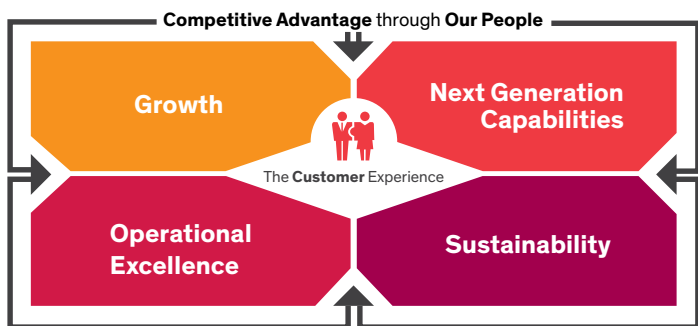 Competitive Advantage through Our People
Growth
Next Generation
Capabilities
The Customer Experience
Operational
Excellence
Sustainability